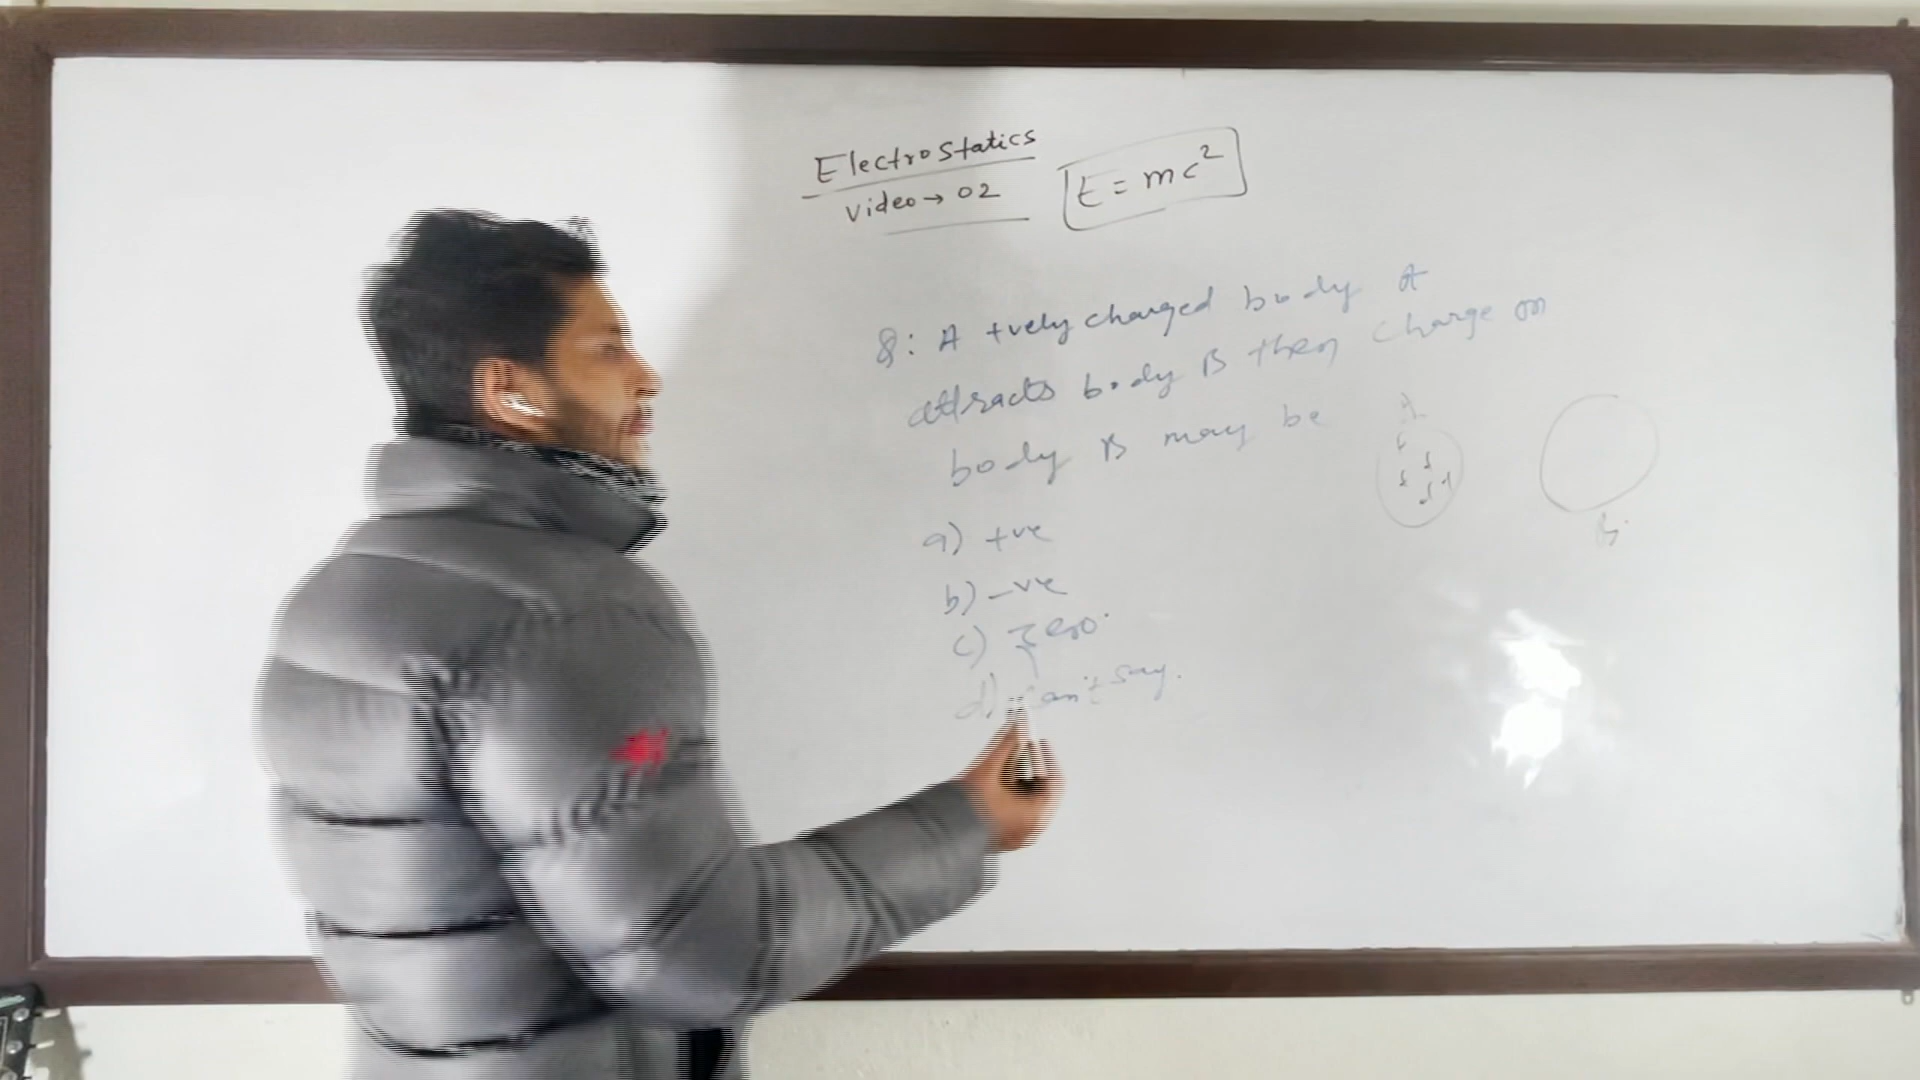 Electrostatics
Video → 02
E = mc²
Q: A +vely charged body A
attracts body B then charge on
body B may be
a) +ve
b) -ve
c) zero.
d) can't say.